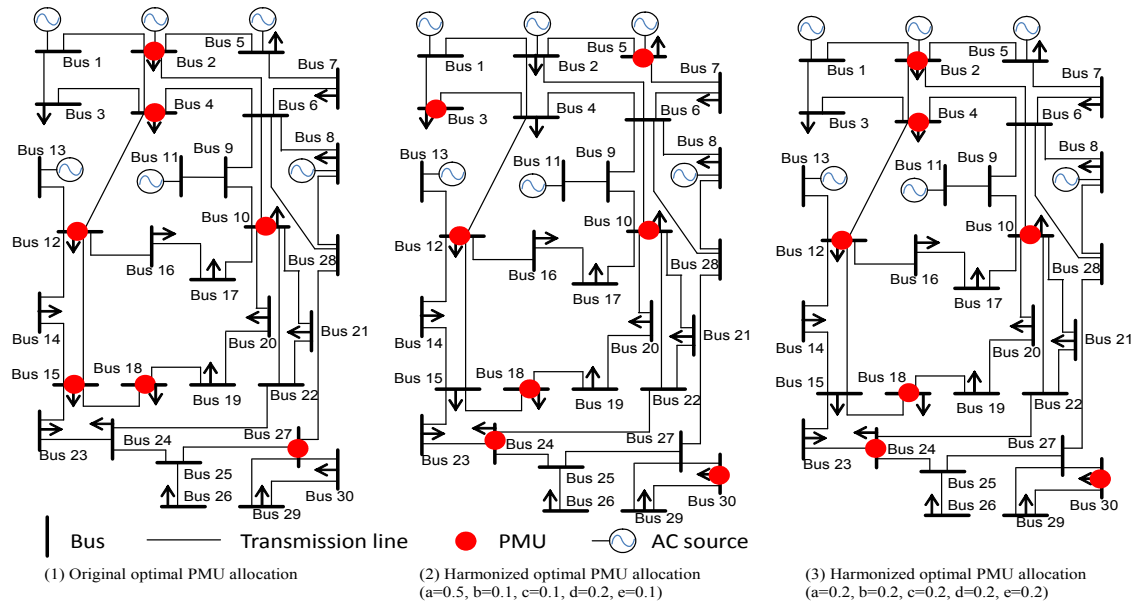 Bus 1
Bus 2
Bus 5
Bus 7
Bus 3
Bus 4
Bus 6
Bus 8
Bus 13
Bus 11
Bus 9
Bus 10
Bus 12
Bus 16
Bus 17
Bus 28
Bus 14
Bus 20
Bus 21
Bus 15
Bus 18
Bus 19
Bus 22
Bus 23
Bus 24
Bus 27
Bus 25
Bus 26
Bus 29
Bus 30
Bus 1
Bus 2
Bus 5
Bus 7
Bus 3
Bus 4
Bus 6
Bus 8
Bus 13
Bus 11
Bus 9
Bus 10
Bus 12
Bus 16
Bus 17
Bus 28
Bus 14
Bus 20
Bus 21
Bus 15
Bus 18
Bus 19
Bus 22
Bus 23
Bus 24
Bus 27
Bus 25
Bus 26
Bus 29
Bus 30
Bus 1
Bus 2
Bus 5
Bus 7
Bus 3
Bus 4
Bus 6
Bus 8
Bus 13
Bus 11
Bus 9
Bus 10
Bus 12
Bus 16
Bus 17
Bus 28
Bus 14
Bus 20
Bus 21
Bus 15
Bus 18
Bus 19
Bus 22
Bus 23
Bus 24
Bus 27
Bus 25
Bus 26
Bus 29
Bus 30
Bus
Transmission line
PMU
AC source
(1) Original optimal PMU allocation
(2) Harmonized optimal PMU allocation
(a=0.5, b=0.1, c=0.1, d=0.2, e=0.1)
(3) Harmonized optimal PMU allocation
(a=0.2, b=0.2, c=0.2, d=0.2, e=0.2)